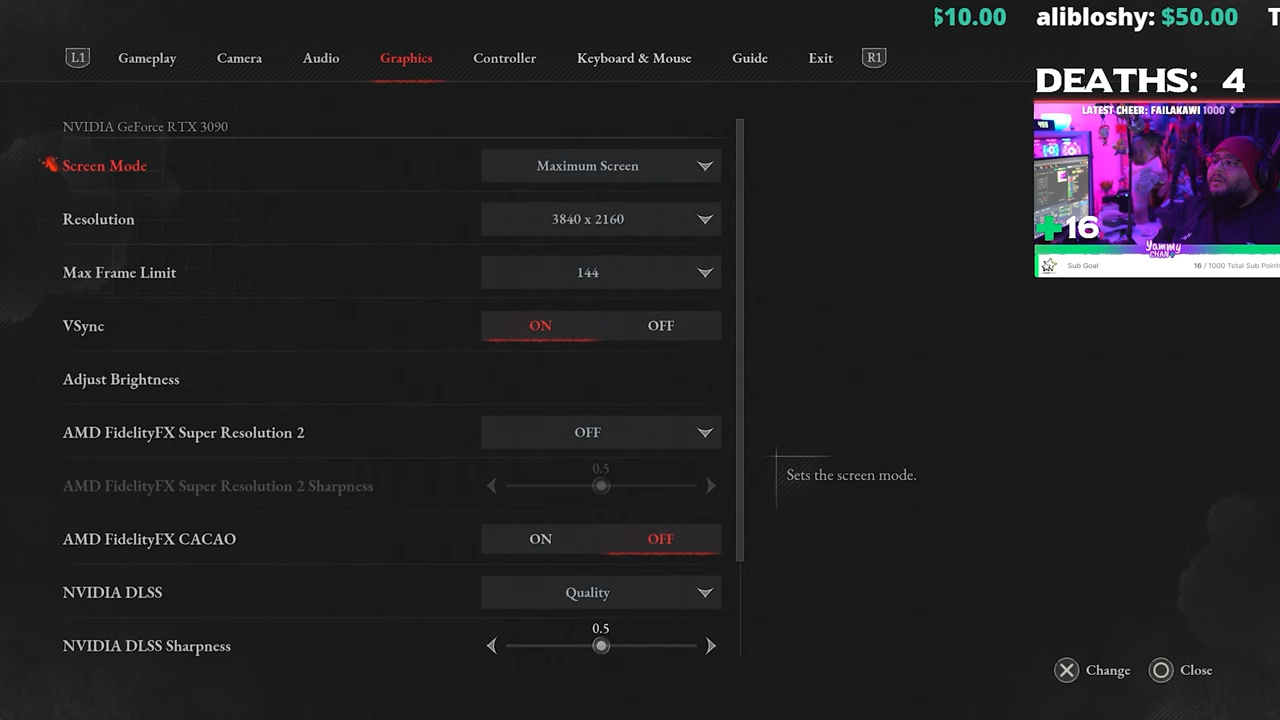 $10.00 alibloshy: $50.00 T
L1 Gameplay Camera Audio Graphics Controller Keyboard & Mouse Guide Exit R1
DEATHS: 4
LATEST CHEER: FAILAKAWI 1000
NVIDIA GeForce RTX 3090
Screen Mode Maximum Screen
Resolution 3840 x 2160
+16
Yammy
CHAN
Sub Goal 16 / 1000 Total Sub Points
Max Frame Limit 144
VSync ON OFF
Adjust Brightness
AMD FidelityFX Super Resolution 2 OFF
0.5
AMD FidelityFX Super Resolution 2 Sharpness
Sets the screen mode.
AMD FidelityFX CACAO ON OFF
NVIDIA DLSS Quality
0.5
NVIDIA DLSS Sharpness
Change Close